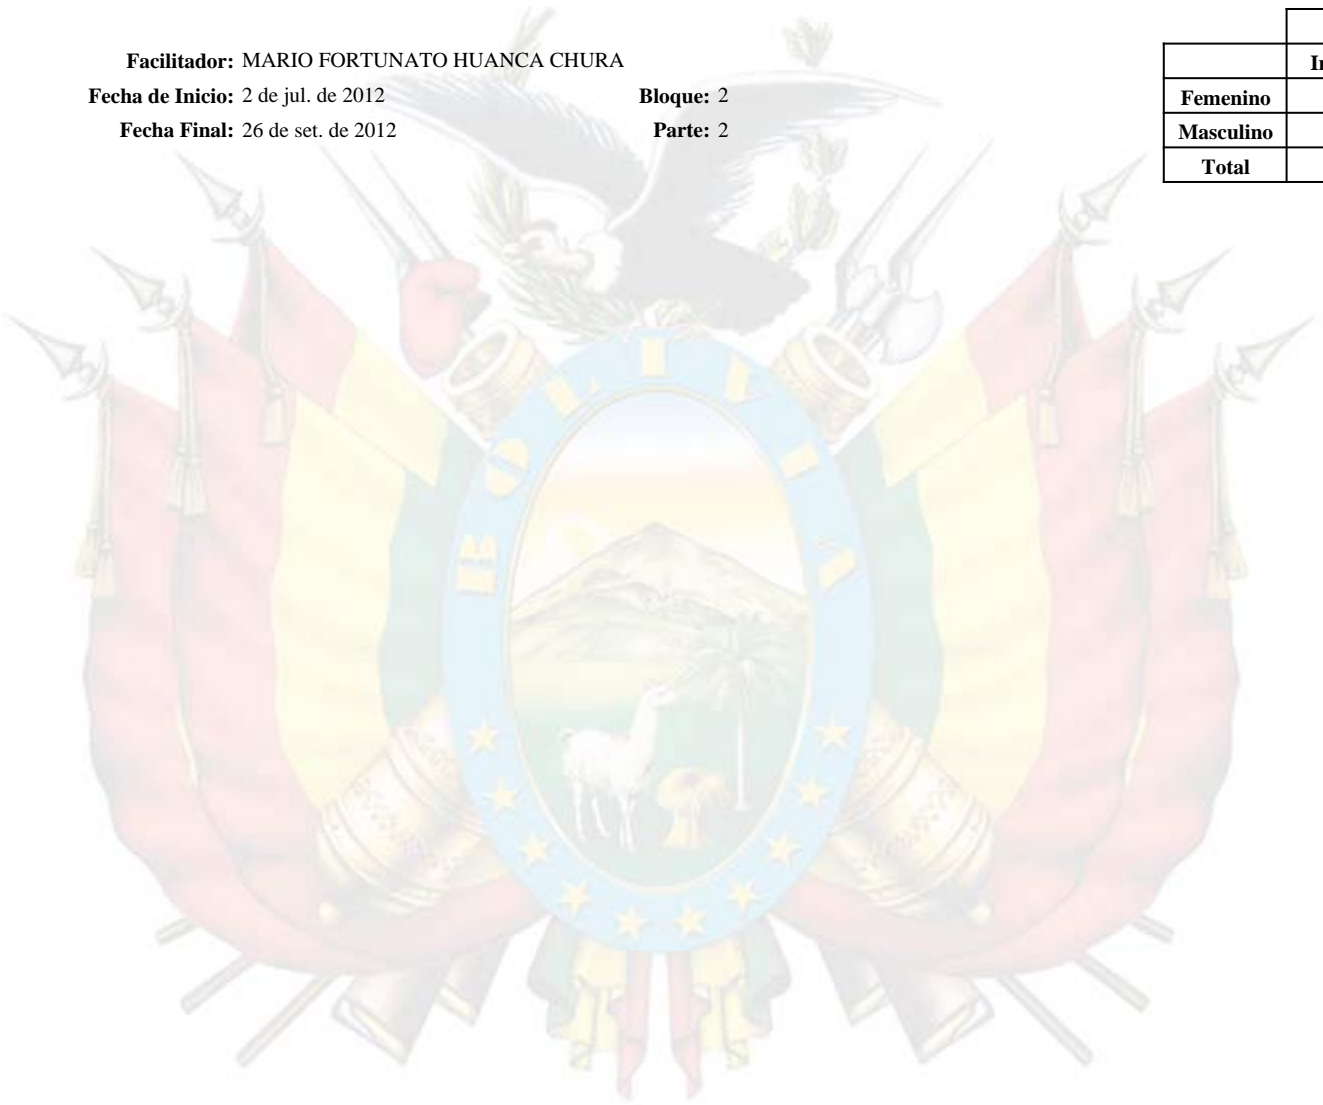 Facilitador: MARIO FORTUNATO HUANCA CHURA
Fecha de Inicio: 2 de jul. de 2012 Bloque: 2
Fecha Final: 26 de set. de 2012 Parte: 2
Femenino
Masculino
Total
BOLIVIA